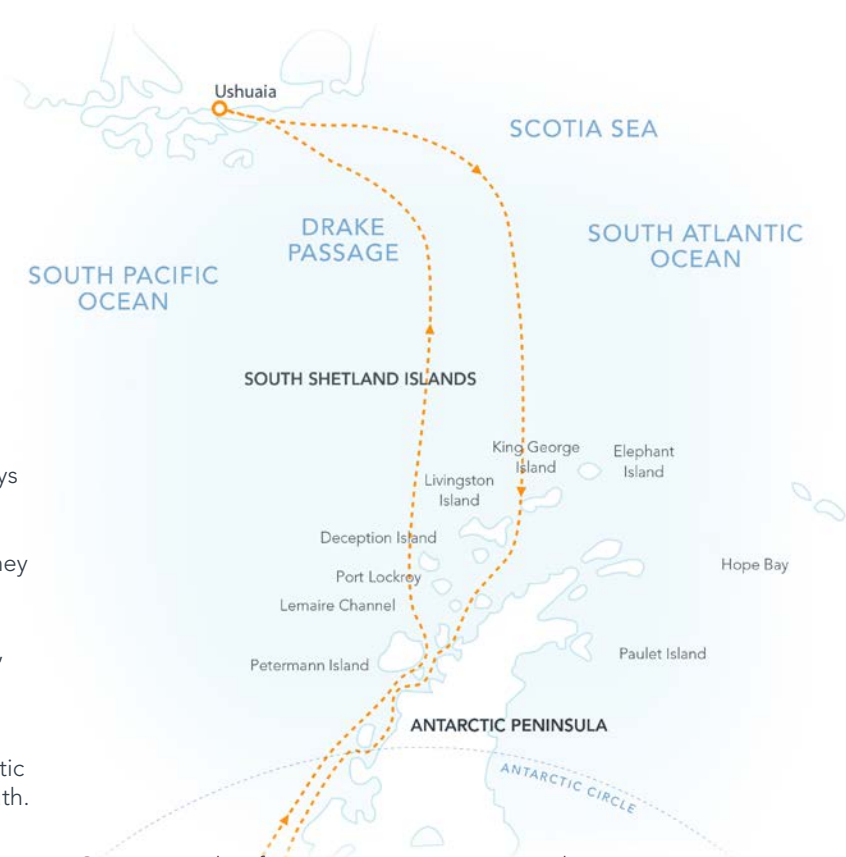 Ushuaia
SCOTIA SEA
DRAKE
PASSAGE
SOUTH ATLANTIC
OCEAN
SOUTH PACIFIC
OCEAN
SOUTH SHETLAND ISLANDS
King George
Island
Elephant
Island
Livingston
Island
Deception Island
Port Lockroy
Lemaire Channel
Hope Bay
Petermann Island
Paulet Island
ANTARCTIC PENINSULA
ANTARCTIC CIRCLE